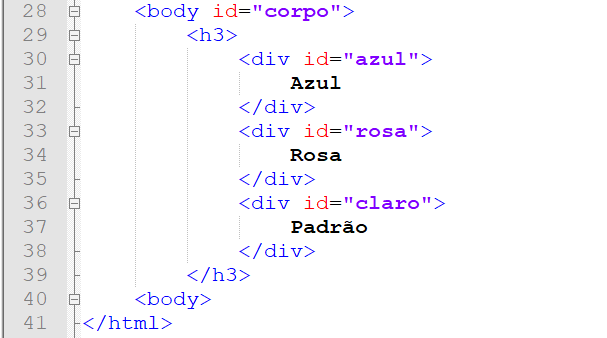 28 <body id="corpo">
29 <h3>
30 <div id="azul">
31 Azul
32 </div>
33 <div id="rosa">
34 Rosa
35 </div>
36 <div id="claro">
37 Padrão
38 </div>
39 </h3>
40 <body>
41 </html>